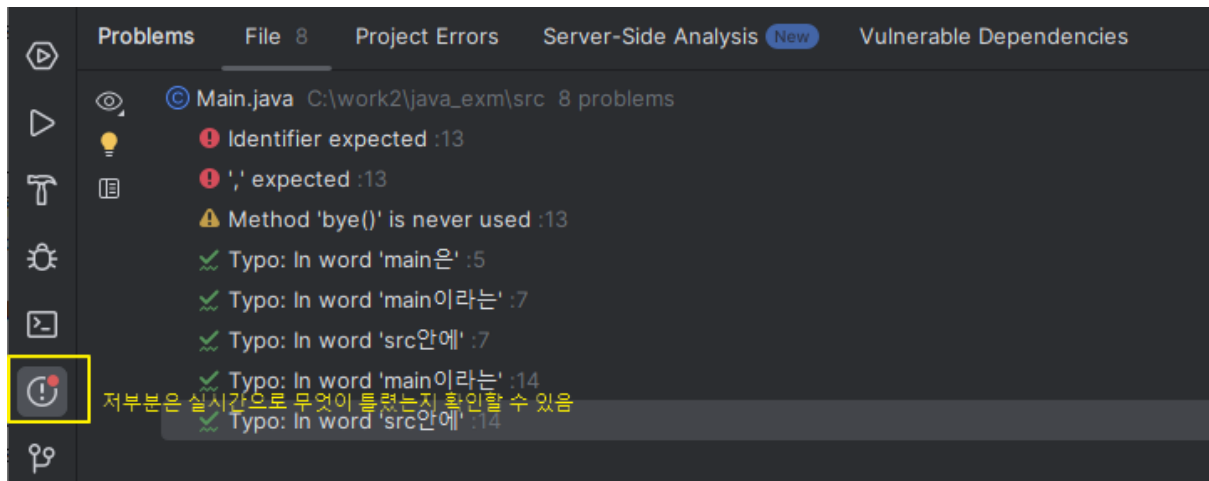 Problems File 8 Project Errors Server-Side Analysis New Vulnerable Dependencies
Main.java C:\work2\java_exm\src 8 problems
Identifier expected :13
',' expected :13
Method 'bye()' is never used :13
Typo: In word 'main은' :5
Typo: In word 'main이라는' :7
Typo: In word 'src안에' :7
Typo: In word 'main이라는' :14
저부분은 실시간으로 무엇이 틀렸는지 확인할 수 있음
Typo: In word 'src안에' :14